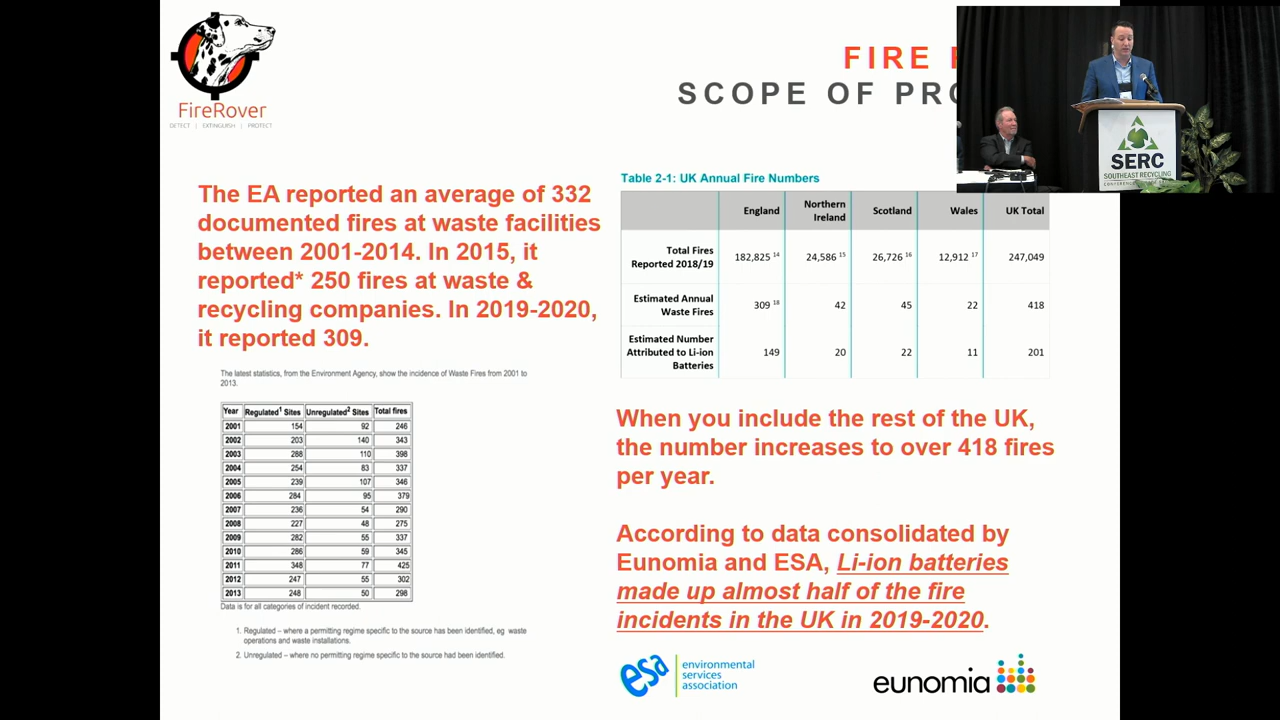 FireRover
DETECT | EXTINGUISH | PROTECT
FIRE
SCOPE OF PRO
SERC
SOUTHEAST RECYCLING
The EA reported an average of 332
documented fires at waste facilities
between 2001-2014. In 2015, it
reported* 250 fires at waste &
recycling companies. In 2019-2020,
it reported 309.
The latest statistics, from the Environment Agency, show the incidence of Waste Fires from 2001 to
2013.
Year Regulated1 Sites Unregulated2 Sites Total fires
2001 154 92 246
2002 203 140 343
2003 288 110 398
2004 254 83 337
2005 239 107 346
2006 284 95 379
2007 236 54 290
2008 227 48 275
2009 282 55 337
2010 286 59 345
2011 348 77 425
2012 247 55 302
2013 248 50 298
Data is for all categories of incident recorded.
1. Regulated – where a permitting regime specific to the source has been identified, eg waste
operations and waste installations.
2. Unregulated – where no permitting regime specific to the source had been identified.
Table 2-1: UK Annual Fire Numbers
England Northern Ireland Scotland Wales UK Total
Total Fires
Reported 2018/19 182,825 14 24,586 15 26,726 16 12,912 17 247,049
Estimated Annual
Waste Fires 309 18 42 45 22 418
Estimated Number
Attributed to Li-ion
Batteries 149 20 22 11 201
When you include the rest of the UK,
the number increases to over 418 fires
per year.
According to data consolidated by
Eunomia and ESA, Li-ion batteries
made up almost half of the fire
incidents in the UK in 2019-2020.
esa environmental
services
association
eunomia